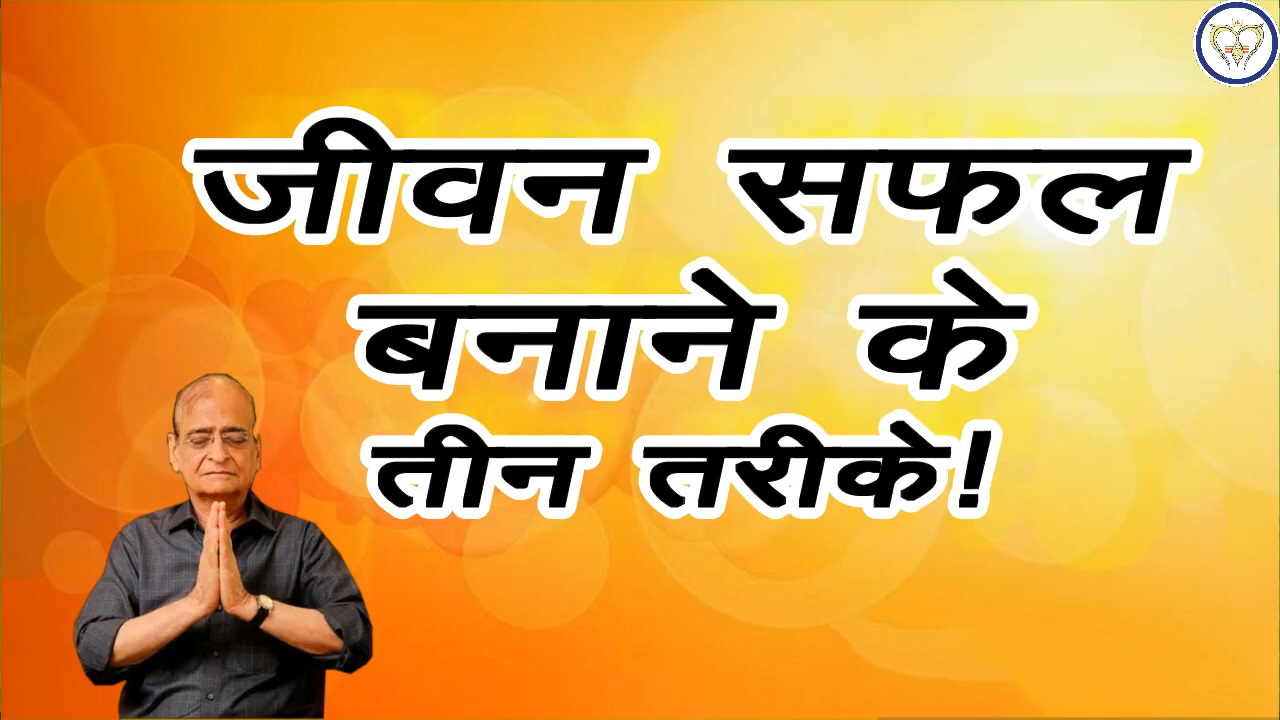 जीवन सफल
बनाने के
तीन तरीके!